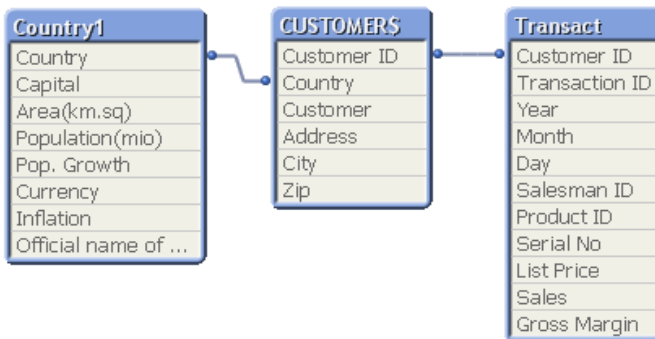 Country1
Country
Capital
Area(km.sq)
Population(mio)
Pop. Growth
Currency
Inflation
Official name of ...
CUSTOMERS
Customer ID
Country
Customer
Address
City
Zip
Transact
Customer ID
Transaction ID
Year
Month
Day
Salesman ID
Product ID
Serial No
List Price
Sales
Gross Margin